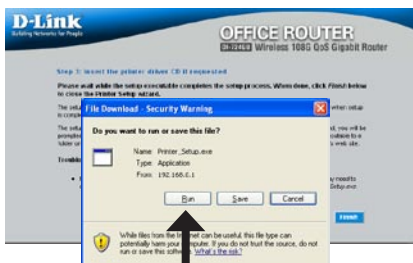 D-Link
Building Networks for People
OFFICE ROUTER
Wireless 108G QoS Gigabit Router
Step 3: Insert the printer driver CD if requested
Please wait while the setup executable completes the setup process. When done, click Finish below
to close the Printer Setup wizard.
File Download - Security Warning
Do you want to run or save this file?
Name: Printer_Setup.exe
Type: Application
From: 192.168.0.1
Run
Save
Cancel
Finish
While files from the Internet can be useful, this file type can
potentially harm your computer. If you do not trust the source, do not
run or save this software. What's the risk?